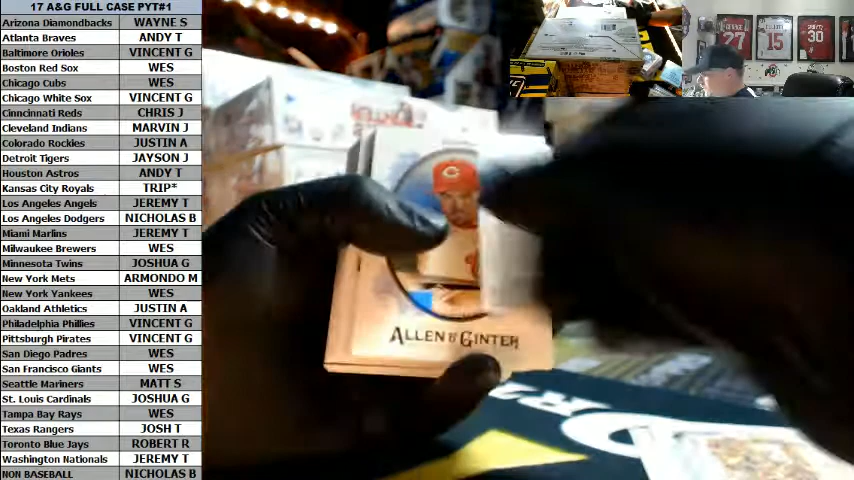 17 A&G FULL CASE PYT#1
Arizona Diamondbacks WAYNE S
Atlanta Braves ANDY T
Baltimore Orioles VINCENT G
Boston Red Sox WES
Chicago Cubs WES
Chicago White Sox VINCENT G
Cinncinati Reds CHRIS J
Cleveland Indians MARVIN J
Colorado Rockies JUSTIN A
Detroit Tigers JAYSON J
Houston Astros ANDY T
Kansas City Royals TRIP*
Los Angeles Angels JEREMY T
Los Angeles Dodgers NICHOLAS B
Miami Marlins JEREMY T
Milwaukee Brewers WES
Minnesota Twins JOSHUA G
New York Mets ARMONDO M
New York Yankees WES
Oakland Athletics JUSTIN A
Philadelphia Phillies VINCENT G
Pittsburgh Pirates VINCENT G
San Diego Padres WES
San Francisco Giants WES
Seattle Mariners MATT S
St. Louis Cardinals JOSHUA G
Tampa Bay Rays WES
Texas Rangers JOSH T
Toronto Blue Jays ROBERT R
Washington Nationals JEREMY T
NON BASEBALL NICHOLAS B
C
ALLEN & GINTER
27
15
30